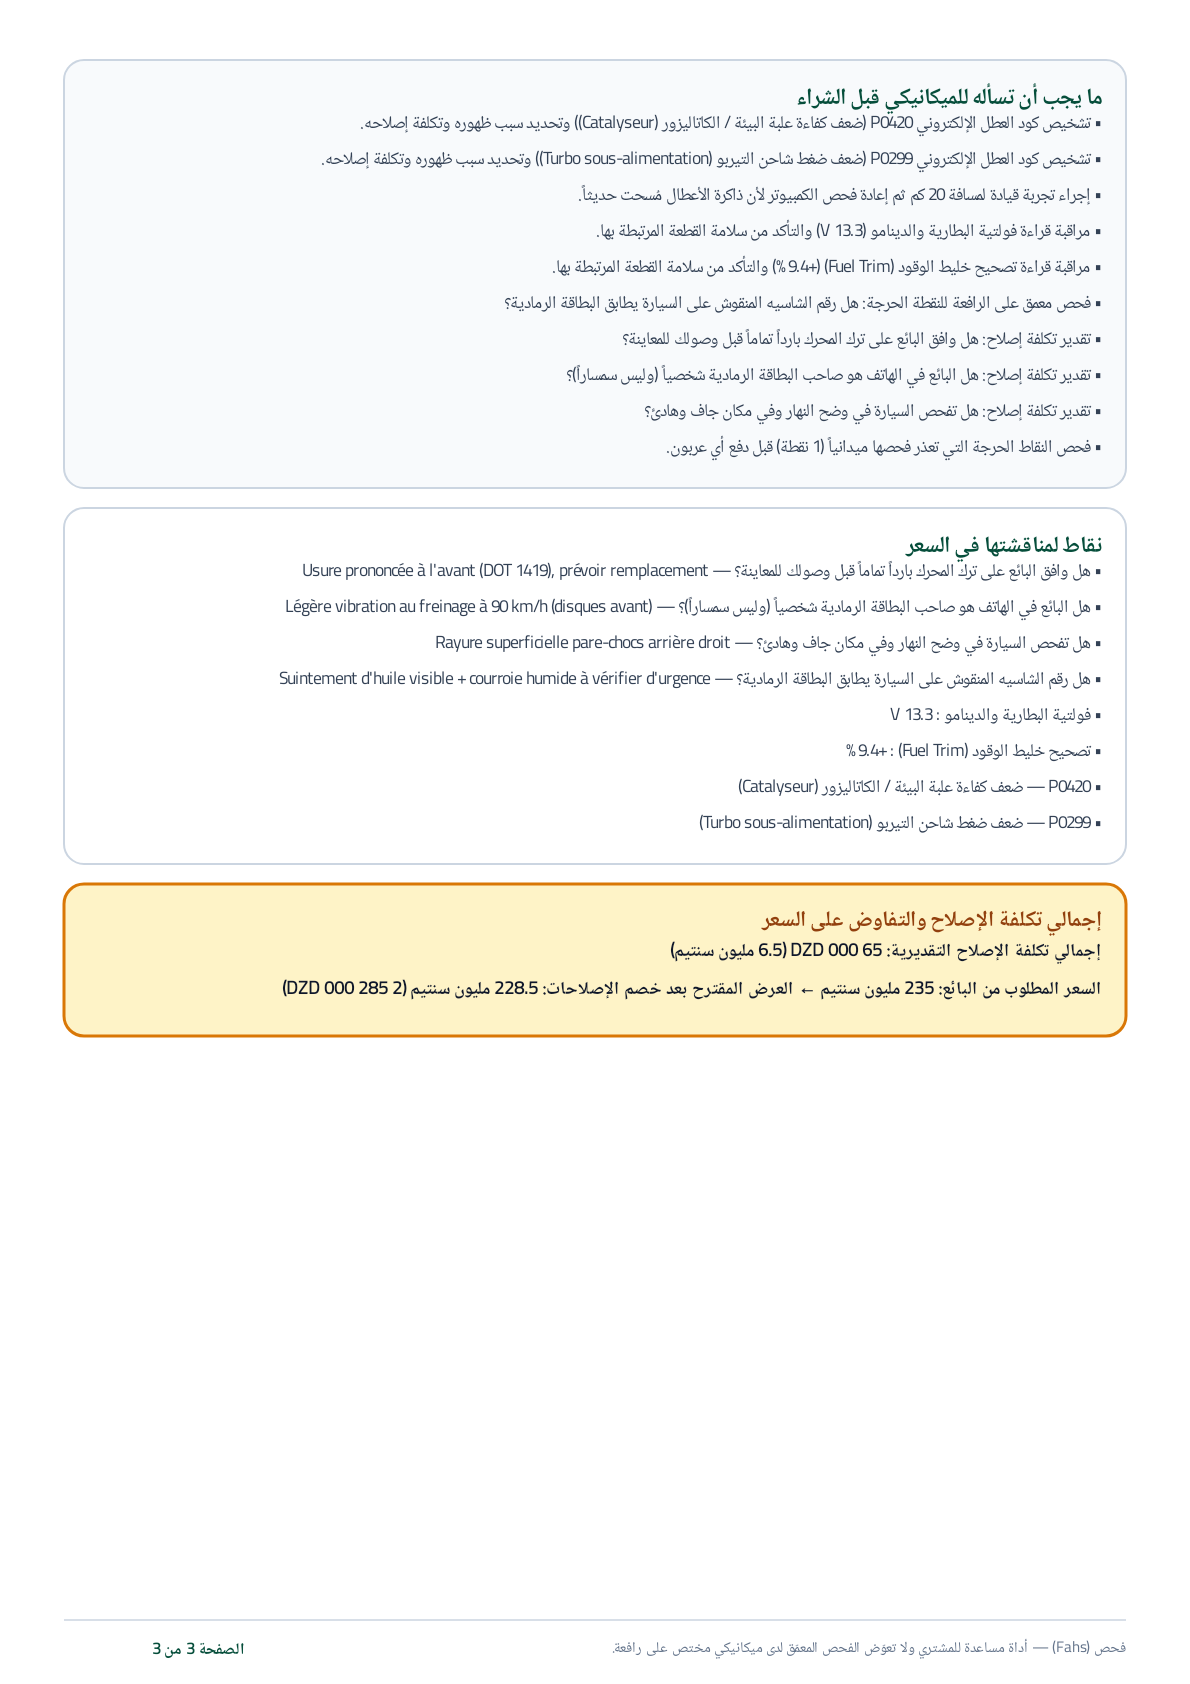 ما يجب أن تسأله للميكانيكي قبل الشراء
▪ تشخيص كود العطل الإلكتروني P0420 (ضعف كفاءة علبة البيئة / الكاتاليزور (Catalyseur)) وتحديد سبب ظهوره وتكلفة إصلاحه.
▪ تشخيص كود العطل الإلكتروني P0299 (ضعف ضغط شاحن التيربو (Turbo sous-alimentation)) وتحديد سبب ظهوره وتكلفة إصلاحه.
▪ إجراء تجربة قيادة لمسافة 20 كم ثم إعادة فحص الكمبيوتر لأن ذاكرة الأعطال مُسحت حديثاً.
▪ مراقبة قراءة فولتية البطارية والدينامو (13.3 V) والتأكد من سلامة القطعة المرتبطة بها.
▪ مراقبة قراءة تصحيح خليط الوقود (Fuel Trim) (+9.4 %) والتأكد من سلامة القطعة المرتبطة بها.
▪ فحص معمق على الرافعة للنقطة الحرجة: هل رقم الشاسيه المنقوش على السيارة يطابق البطاقة الرمادية؟
▪ تقدير تكلفة إصلاح: هل وافق البائع على ترك المحرك بارداً تماماً قبل وصولك للمعاينة؟
▪ تقدير تكلفة إصلاح: هل البائع في الهاتف هو صاحب البطاقة الرمادية شخصياً (وليس سمساراً)؟
▪ تقدير تكلفة إصلاح: هل تفحص السيارة في وضح النهار وفي مكان جاف وهادئ؟
▪ فحص النقاط الحرجة التي تعذر فحصها ميدانياً (1 نقطة) قبل دفع أي عربون.
نقاط لمناقشتها في السعر
▪ هل وافق البائع على ترك المحرك بارداً تماماً قبل وصولك للمعاينة؟ — Usure prononcée à l'avant (DOT 1419), prévoir remplacement
▪ هل البائع في الهاتف هو صاحب البطاقة الرمادية شخصياً (وليس سمساراً)؟ — Légère vibration au freinage à 90 km/h (disques avant)
▪ هل تفحص السيارة في وضح النهار وفي مكان جاف وهادئ؟ — Rayure superficielle pare-chocs arrière droit
▪ هل رقم الشاسيه المنقوش على السيارة يطابق البطاقة الرمادية؟ — Suintement d'huile visible + courroie humide à vérifier d'urgence
▪ فولتية البطارية والدينامو : 13.3 V
▪ تصحيح خليط الوقود (Fuel Trim) : +9.4 %
▪ P0420 — ضعف كفاءة علبة البيئة / الكاتاليزور (Catalyseur)
▪ P0299 — ضعف ضغط شاحن التيربو (Turbo sous-alimentation)
إجمالي تكلفة الإصلاح والتفاوض على السعر
إجمالي تكلفة الإصلاح التقديرية: 65 000 DZD (6.5 مليون سنتيم)
السعر المطلوب من البائع: 235 مليون سنتيم ← العرض المقترح بعد خصم الإصلاحات: 228.5 مليون سنتيم (2 285 000 DZD)
فحص (Fahs) — أداة مساعدة للمشتري ولا تعوّض الفحص المعمّق لدى ميكانيكي مختص على رافعة.
الصفحة 3 من 3